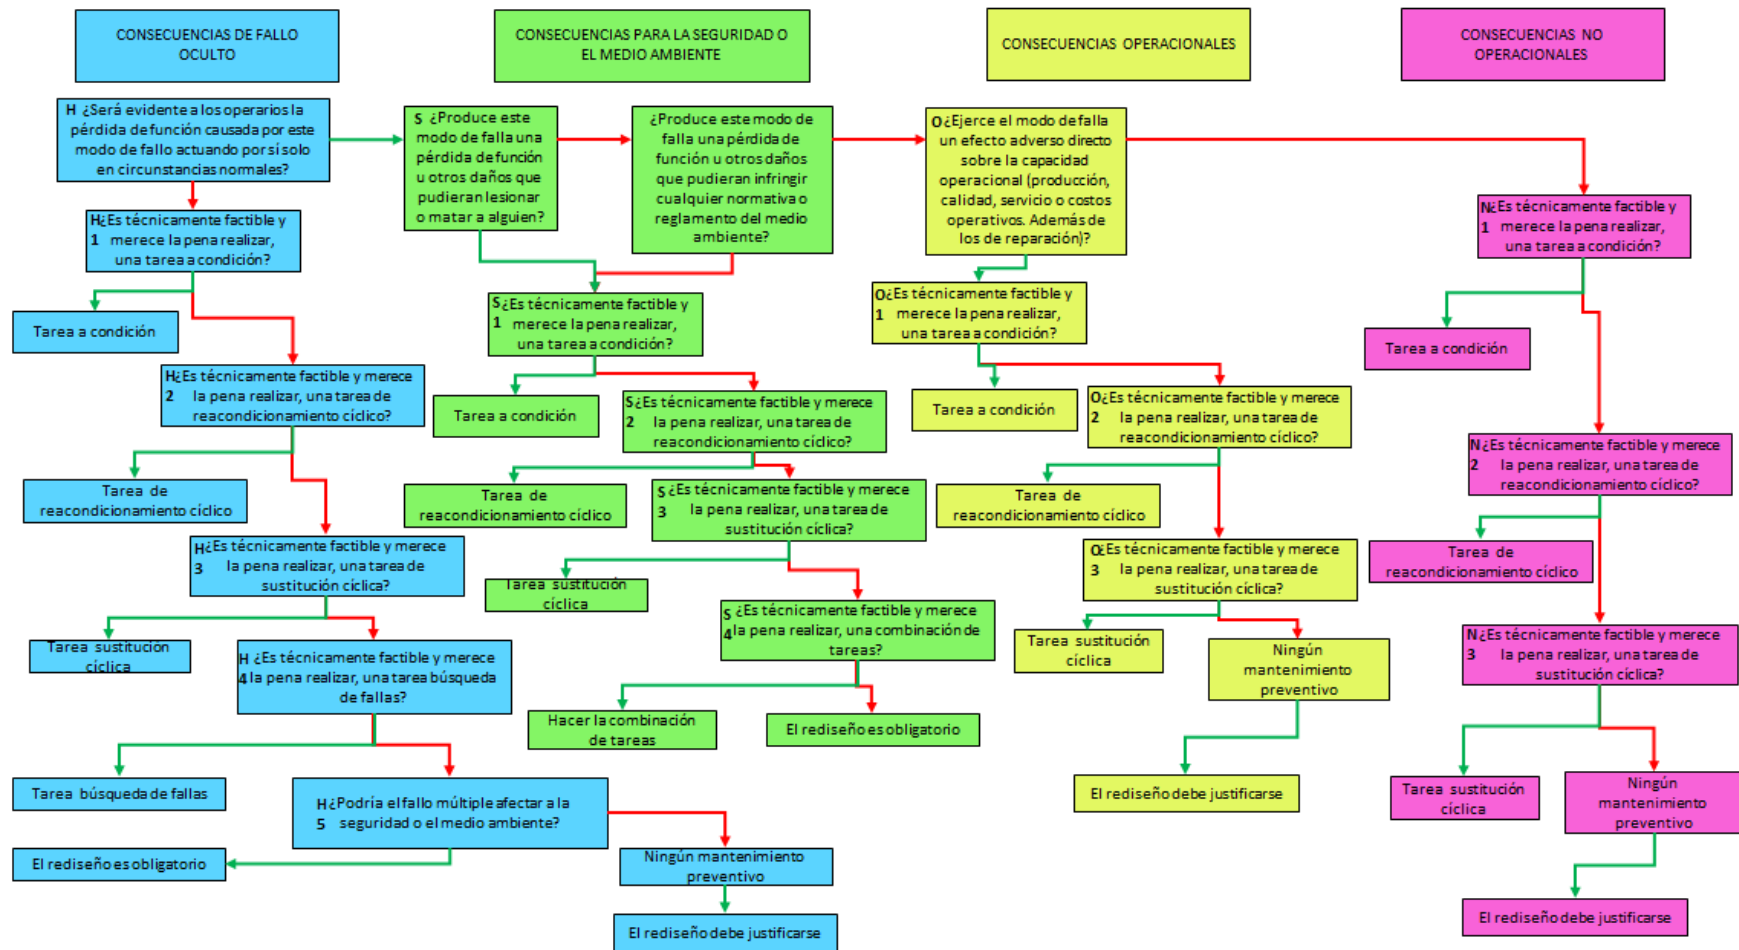 CONSECUENCIAS DE FALLO
OCULTO
CONSECUENCIAS PARA LA SEGURIDAD O
EL MEDIO AMBIENTE
CONSECUENCIAS OPERACIONALES
CONSECUENCIAS NO
OPERACIONALES
H ¿Será evidente a los operarios la
pérdida de función causada por este
modo de fallo actuando por sí solo
en circunstancias normales?
H¿Es técnicamente factible y
1 merece la pena realizar,
una tarea a condición?
Tarea a condición
H¿Es técnicamente factible y merece
2 la pena realizar, una tarea de
reacondicionamiento cíclico?
Tarea de
reacondicionamiento cíclico
H¿Es técnicamente factible y merece
3 la pena realizar, una tarea de
sustitución cíclica?
Tarea sustitución
cíclica
H ¿Es técnicamente factible y merece
4 la pena realizar, una tarea búsqueda
de fallas?
Tarea búsqueda de fallas
H¿Podría el fallo múltiple afectar a la
5 seguridad o el medio ambiente?
El rediseño es obligatorio
Ningún mantenimiento
preventivo
El rediseño debe justificarse
S ¿Produce este
modo de falla una
pérdida de función
u otros daños que
pudieran lesionar
o matar a alguien?
¿Produce este modo de
falla una pérdida de
función u otros daños
que pudieran infringir
cualquier normativa o
reglamento del medio
ambiente?
S¿Es técnicamente factible y
1 merece la pena realizar,
una tarea a condición?
Tarea a condición
S¿Es técnicamente factible y merece
2 la pena realizar, una tarea de
reacondicionamiento cíclico?
Tarea de
reacondicionamiento cíclico
S ¿Es técnicamente factible y merece
3 la pena realizar, una tarea de
sustitución cíclica?
Tarea sustitución
cíclica
S ¿Es técnicamente factible y merece
4 la pena realizar, una combinación de
tareas?
Hacer la combinación
de tareas
El rediseño es obligatorio
O¿Ejerce el modo de falla
un efecto adverso directo
sobre la capacidad
operacional (producción,
calidad, servicio o costos
operativos. Además de
los de reparación)?
O¿Es técnicamente factible y
1 merece la pena realizar,
una tarea a condición?
Tarea a condición
O¿Es técnicamente factible y merece
2 la pena realizar, una tarea de
reacondicionamiento cíclico?
Tarea de
reacondicionamiento cíclico
O¿Es técnicamente factible y merece
3 la pena realizar, una tarea de
sustitución cíclica?
Tarea sustitución
cíclica
Ningún
mantenimiento
preventivo
El rediseño debe justificarse
N¿Es técnicamente factible y
1 merece la pena realizar,
una tarea a condición?
Tarea a condición
N¿Es técnicamente factible y merece
2 la pena realizar, una tarea de
reacondicionamiento cíclico?
Tarea de
reacondicionamiento cíclico
N¿Es técnicamente factible y merece
3 la pena realizar, una tarea de
sustitución cíclica?
Tarea sustitución
cíclica
Ningún
mantenimiento
preventivo
El rediseño debe justificarse